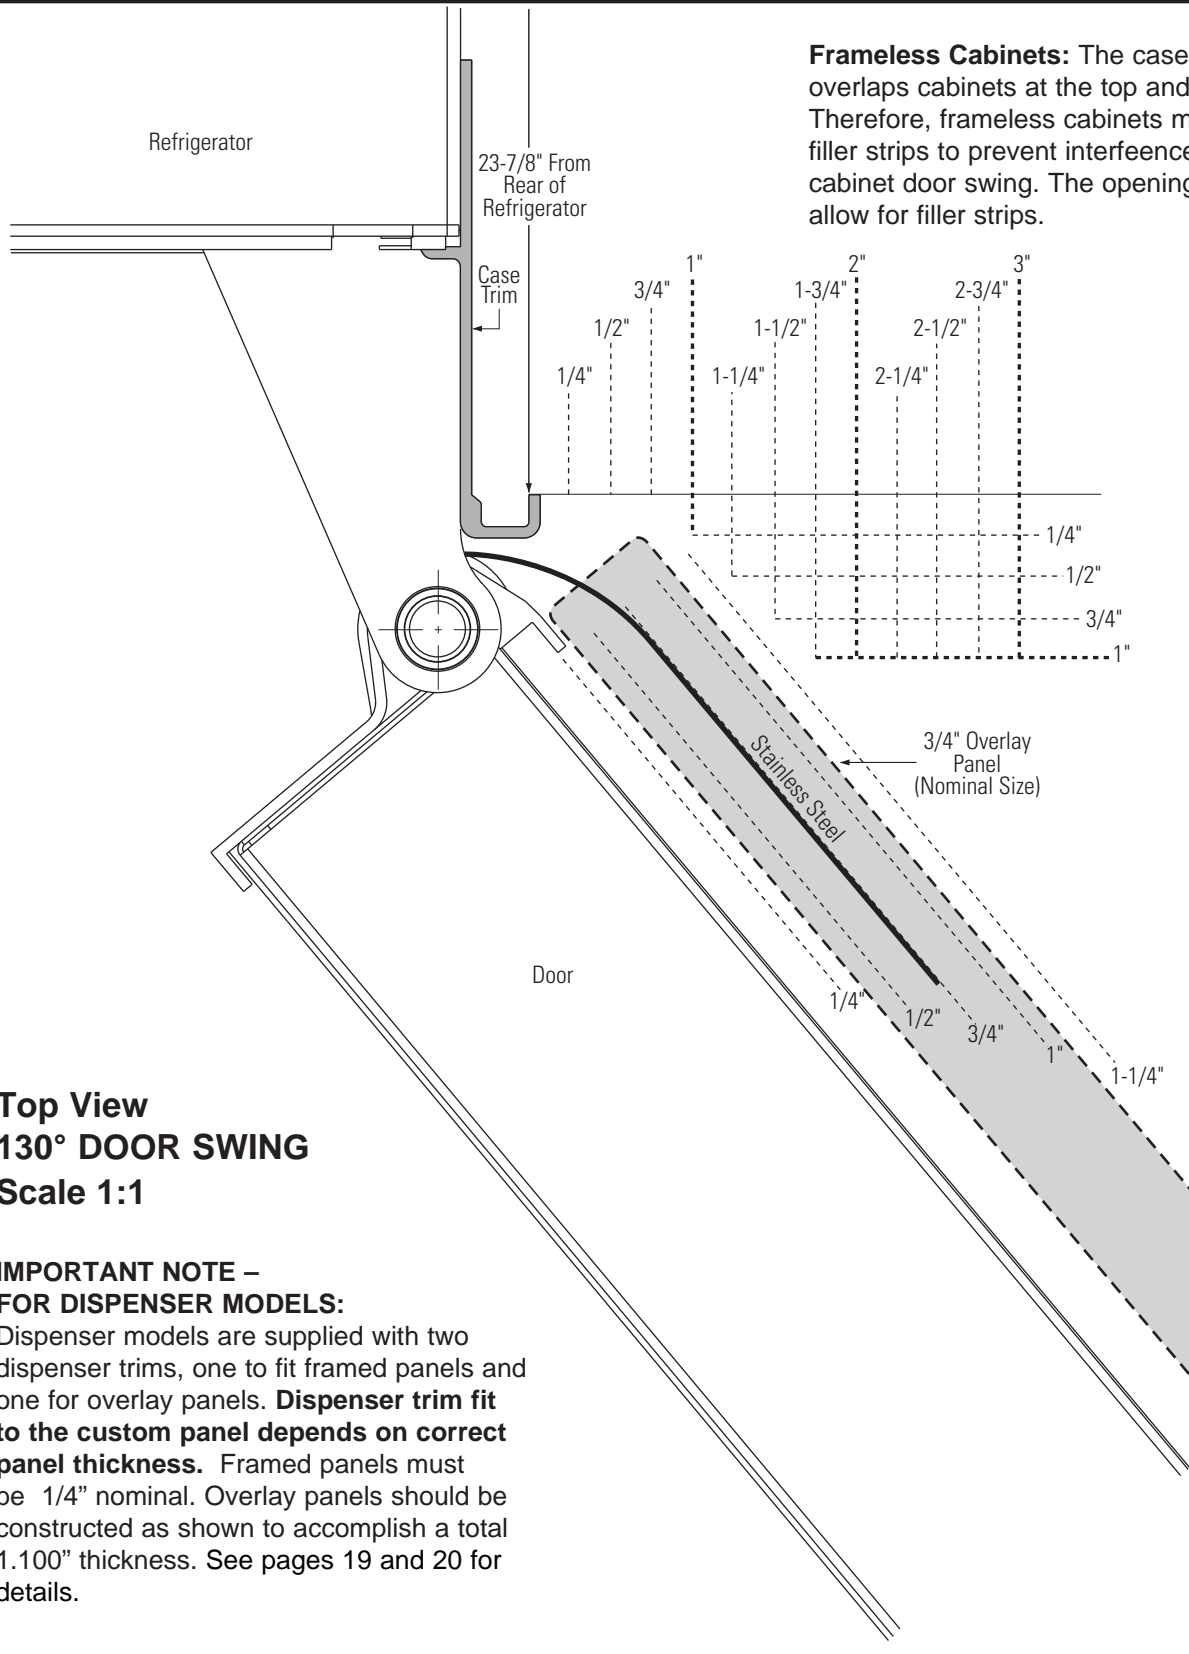 Frameless Cabinets: The case
overlaps cabinets at the top and
Therefore, frameless cabinets m
filler strips to prevent interfeence
cabinet door swing. The opening
allow for filler strips.
Refrigerator
23-7/8" From
Rear of
Refrigerator
Case
Trim
1/4"
1/2"
3/4"
1"
1-1/4"
1-1/2"
1-3/4"
2"
2-1/4"
2-1/2"
2-3/4"
3"
1/4"
1/2"
3/4"
1"
3/4" Overlay
Panel
(Nominal Size)
Stainless Steel
Door
1/4"
1/2"
3/4"
1"
1-1/4"
Top View
130° DOOR SWING
Scale 1:1
IMPORTANT NOTE –
FOR DISPENSER MODELS:
Dispenser models are supplied with two
dispenser trims, one to fit framed panels and
one for overlay panels. Dispenser trim fit
to the custom panel depends on correct
panel thickness.  Framed panels must
be  1/4” nominal. Overlay panels should be
constructed as shown to accomplish a total
1.100” thickness. See pages 19 and 20 for
details.